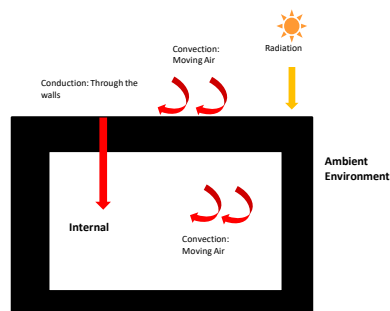 Convection:
Moving Air
Radiation
Conduction: Through the
walls
Ambient
Environment
Internal
Convection:
Moving Air